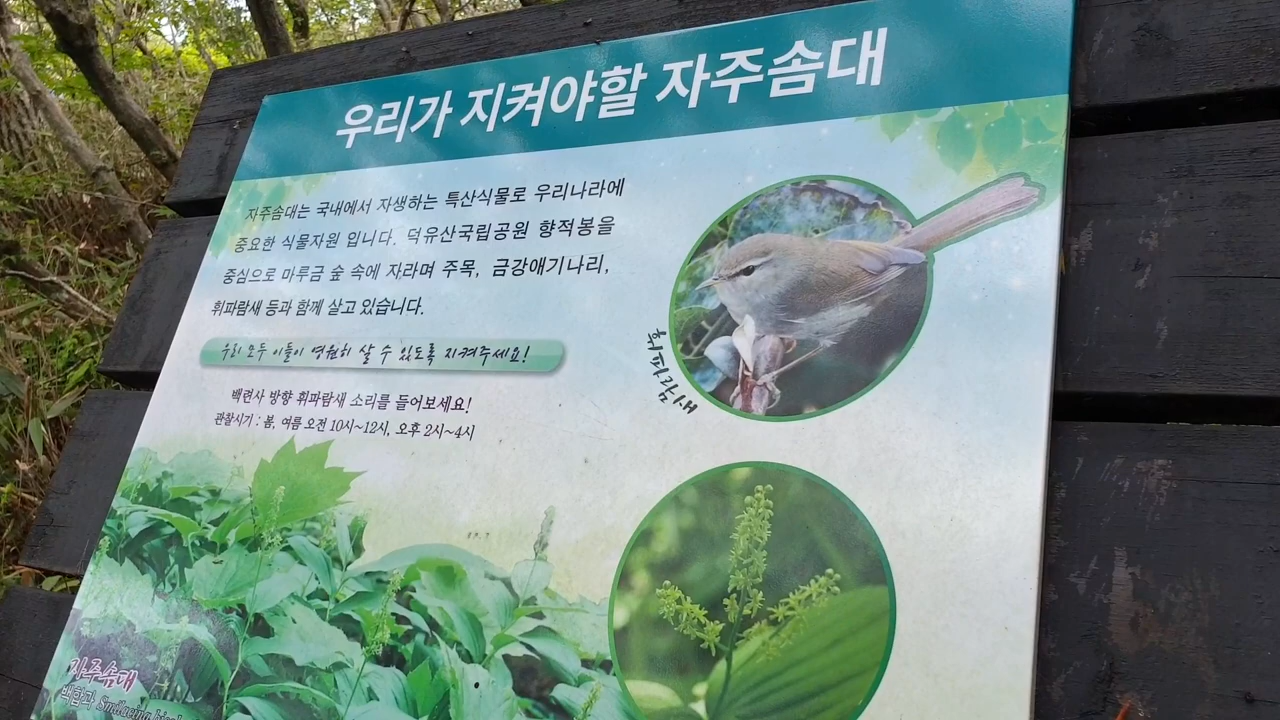 우리가 지켜야할 자주솜대
자주솜대는 국내에서 자생하는 특산식물로 우리나라에
중요한 식물자원 입니다. 덕유산국립공원 향적봉을
중심으로 마루금 숲 속에 자라며 주목, 금강애기나리,
휘파람새 등과 함께 살고 있습니다.
우리 모두 이들이 영원히 살 수 있도록 지켜주세요!
백련사 방향 휘파람새 소리를 들어보세요!
관찰시기 : 봄, 여름 오전 10시~12시, 오후 2시~4시
휘파람새
자주솜대
백합과 Smilacina